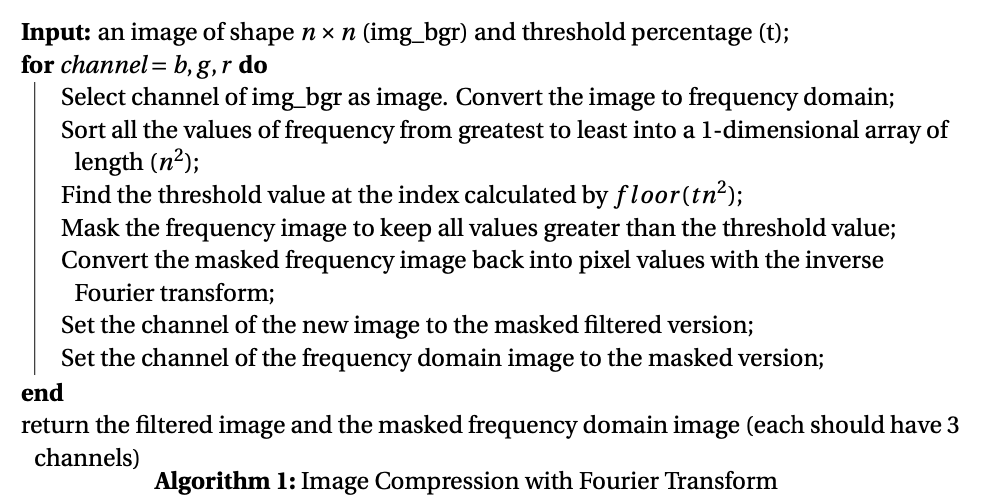 Input: an image of shape n × n (img_bgr) and threshold percentage (t);
for channel = b, g, r do
Select channel of img_bgr as image. Convert the image to frequency domain;
Sort all the values of frequency from greatest to least into a 1-dimensional array of
length (n²);
Find the threshold value at the index calculated by floor(tn²);
Mask the frequency image to keep all values greater than the threshold value;
Convert the masked frequency image back into pixel values with the inverse
Fourier transform;
Set the channel of the new image to the masked filtered version;
Set the channel of the frequency domain image to the masked version;
end
return the filtered image and the masked frequency domain image (each should have 3
channels)
Algorithm 1: Image Compression with Fourier Transform